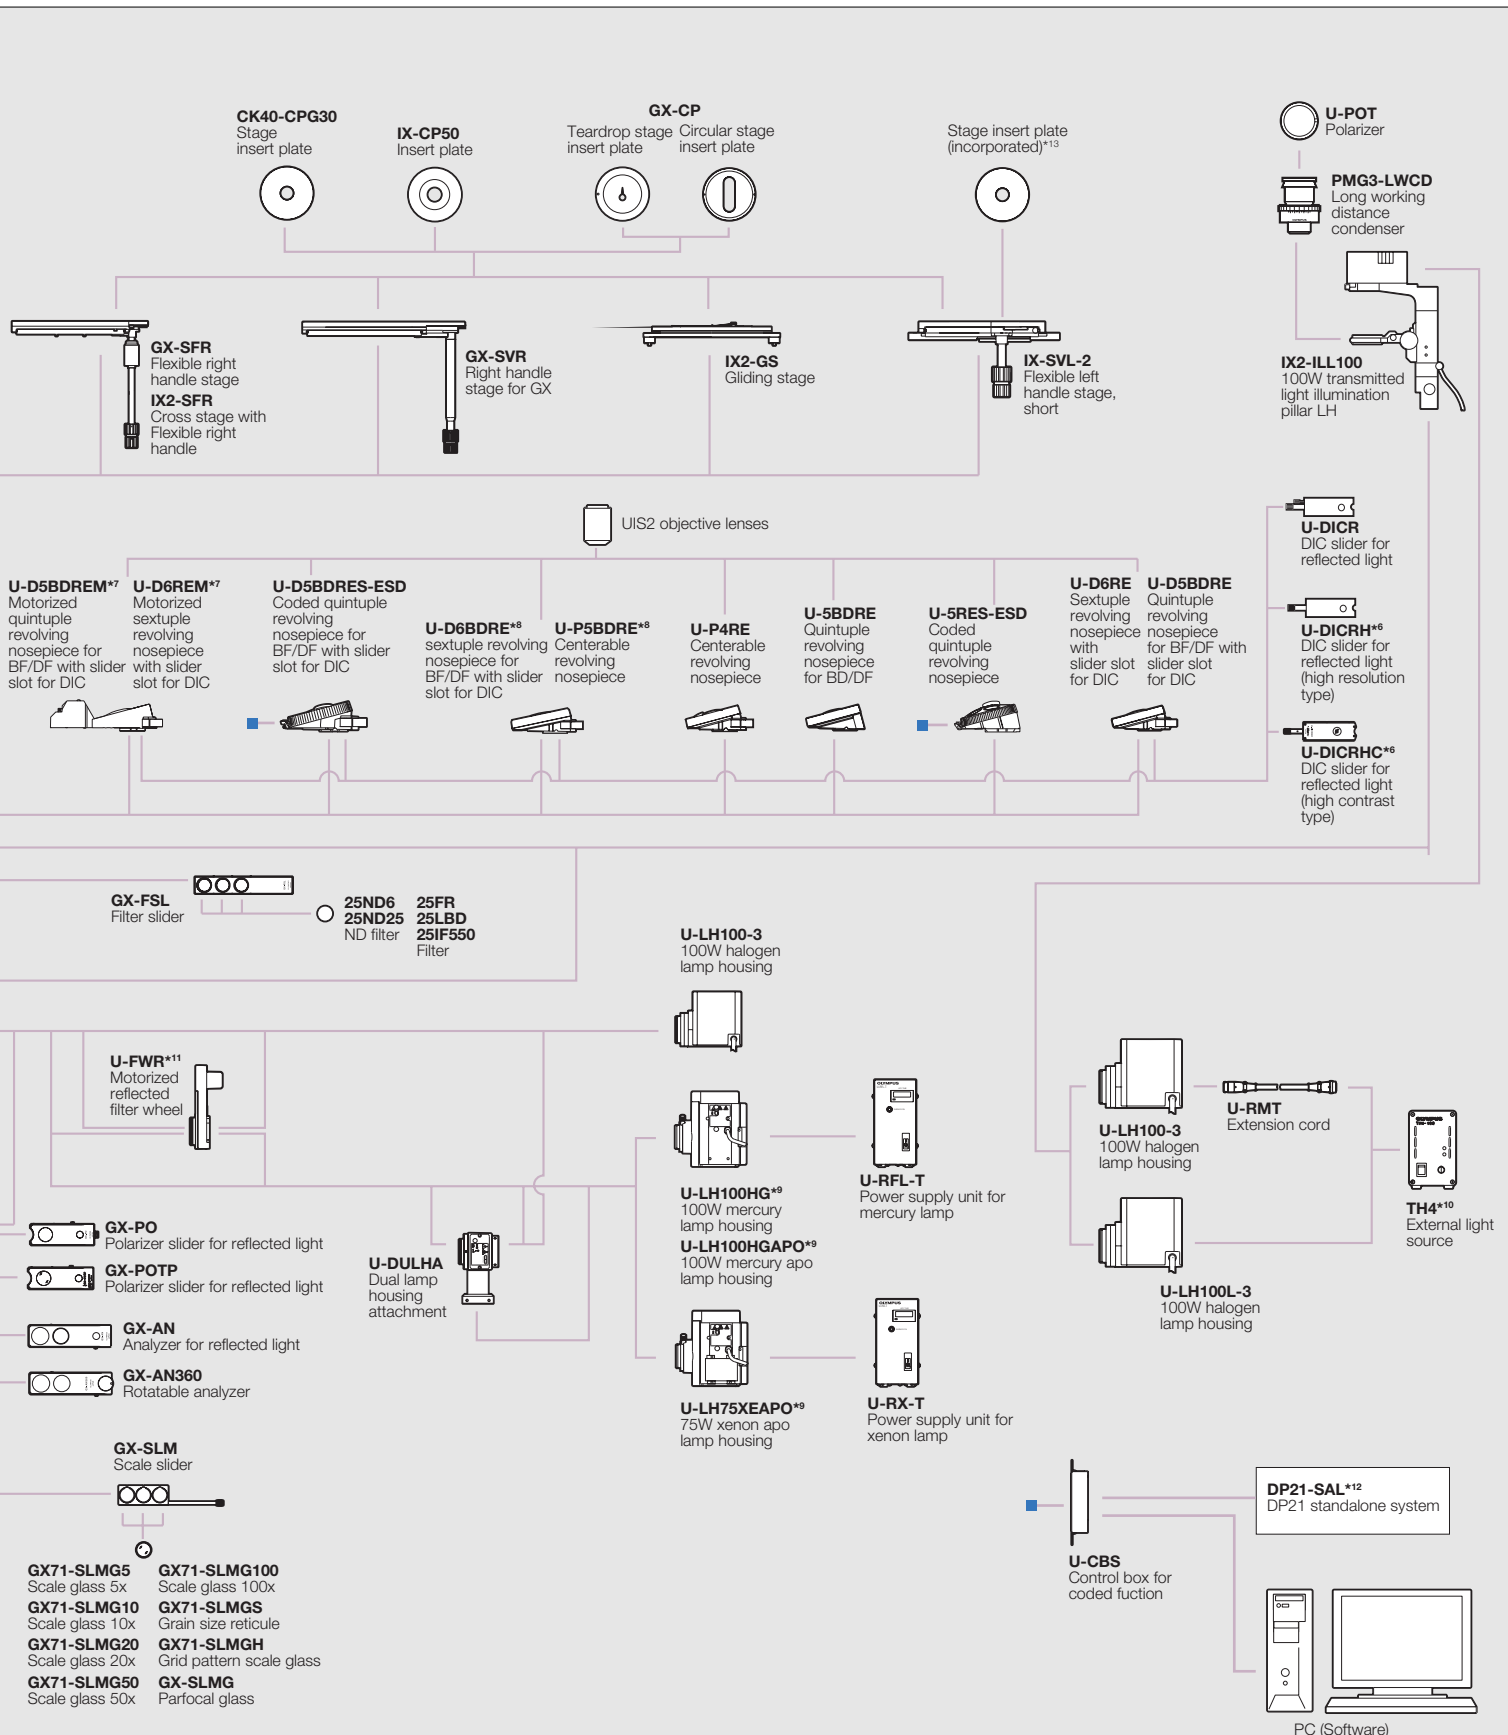 CK40-CPG30
Stage
insert plate
IX-CP50
Insert plate
GX-CP
Teardrop stage
insert plate
Circular stage
insert plate
Stage insert plate
(incorporated)*13
U-POT
Polarizer
PMG3-LWCD
Long working
distance
condenser
GX-SFR
Flexible right
handle stage
IX2-SFR
Cross stage with
Flexible right
handle
GX-SVR
Right handle
stage for GX
IX2-GS
Gliding stage
IX-SVL-2
Flexible left
handle stage,
short
IX2-ILL100
100W transmitted
light illumination
pillar LH
UIS2 objective lenses
U-DICR
DIC slider for
reflected light
U-D5BDREM*7
Motorized
quintuple
revolving
nosepiece for
BF/DF with slider
slot for DIC
U-D6REM*7
Motorized
sextuple
revolving
nosepiece
with slider
slot for DIC
U-D5BDRES-ESD
Coded quintuple
revolving
nosepiece for
BF/DF with slider
slot for DIC
U-D6BDRE*8
sextuple revolving
nosepiece for
BF/DF with slider
slot for DIC
U-P5BDRE*8
Centerable
revolving
nosepiece
U-P4RE
Centerable
revolving
nosepiece
U-5BDRE
Quintuple
revolving
nosepiece
for BD/DF
U-5RES-ESD
Coded
quintuple
revolving
nosepiece
U-D6RE
Sextuple
revolving
nosepiece
with
slider slot
for DIC
U-D5BDRE
Quintuple
revolving
nosepiece
for BF/DF with
slider slot
for DIC
U-DICRH*6
DIC slider for
reflected light
(high resolution
type)
U-DICRHC*6
DIC slider for
reflected light
(high contrast
type)
GX-FSL
Filter slider
25ND6
25ND25
ND filter
25FR
25LBD
25IF550
Filter
U-LH100-3
100W halogen
lamp housing
U-FWR*11
Motorized
reflected
filter wheel
OLYMPUS
U-LH100HG*9
100W mercury
lamp housing
U-LH100HGAPO*9
100W mercury apo
lamp housing
U-RFL-T
Power supply unit for
mercury lamp
U-LH100-3
100W halogen
lamp housing
U-RMT
Extension cord
OLYMPUS
TH4*10
External light
source
U-LH100L-3
100W halogen
lamp housing
GX-PO
Polarizer slider for reflected light
GX-POTP
Polarizer slider for reflected light
GX-AN
Analyzer for reflected light
GX-AN360
Rotatable analyzer
U-DULHA
Dual lamp
housing
attachment
OLYMPUS
U-LH75XEAPO*9
75W xenon apo
lamp housing
U-RX-T
Power supply unit for
xenon lamp
GX-SLM
Scale slider
GX71-SLMG5
Scale glass 5x
GX71-SLMG10
Scale glass 10x
GX71-SLMG20
Scale glass 20x
GX71-SLMG50
Scale glass 50x
GX71-SLMG100
Scale glass 100x
GX71-SLMGS
Grain size reticule
GX71-SLMGH
Grid pattern scale glass
GX-SLMG
Parfocal glass
U-CBS
Control box for
coded fuction
DP21-SAL*12
DP21 standalone system
PC (Software)